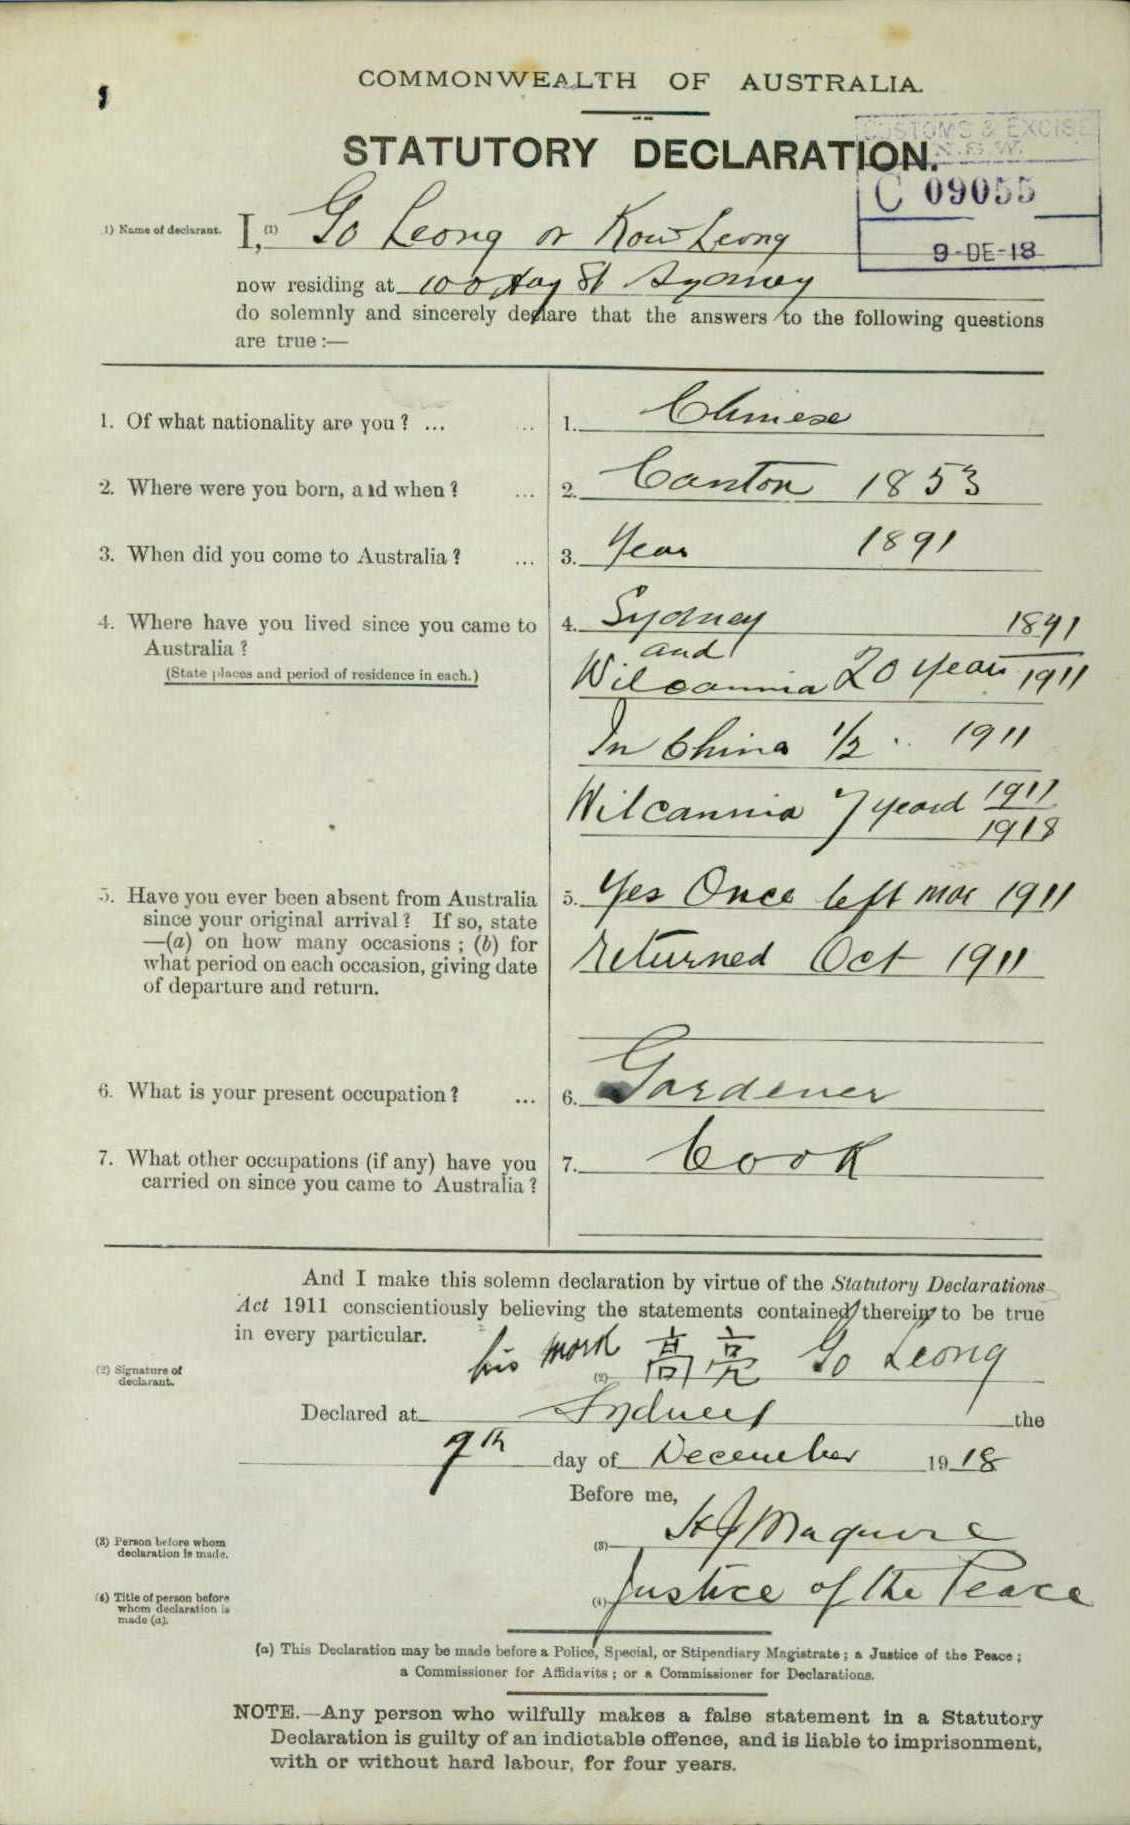 COMMONWEALTH OF AUSTRALIA.
STATUTORY DECLARATION.
CUSTOMS & EXCISE
N.S.W.
C 09055
9-DE-18
1) Name of declarant. I, (1) Go Leong or Kow Leong
now residing at 100 Hay St Sydney
do solemnly and sincerely declare that the answers to the following questions
are true :—
1. Of what nationality are you ? ... ... 1. Chinese
2. Where were you born, and when ? ... 2. Canton 1853
3. When did you come to Australia ? ... 3. Year 1891
4. Where have you lived since you came to 4. Sydney 1891
Australia ? and
(State places and period of residence in each.) Wilcannia 20 years 1911
In China 1/2 .. 1911
Wilcannia 7 years 1911
1918
5. Have you ever been absent from Australia 5. Yes Once left mar 1911
since your original arrival ? If so, state
—(a) on how many occasions ; (b) for returned Oct 1911
what period on each occasion, giving date
of departure and return.
6. What is your present occupation ? ... 6. Gardener
7. What other occupations (if any) have you 7. Cook
carried on since you came to Australia ?
And I make this solemn declaration by virtue of the Statutory Declarations
Act 1911 conscientiously believing the statements contained therein to be true
in every particular.
(2) Signature of his mark (2) 高亮 Go Leong
declarant.
Declared at Sydney the
7th day of December 19 18
Before me,
(3) Person before whom (3) H J Maguire
declaration is made.
(4) Title of person before (4) Justice of the Peace
whom declaration is
made (a).
(a) This Declaration may be made before a Police, Special, or Stipendiary Magistrate ; a Justice of the Peace ;
a Commissioner for Affidavits ; or a Commissioner for Declarations.
NOTE.—Any person who wilfully makes a false statement in a Statutory
Declaration is guilty of an indictable offence, and is liable to imprisonment,
with or without hard labour, for four years.